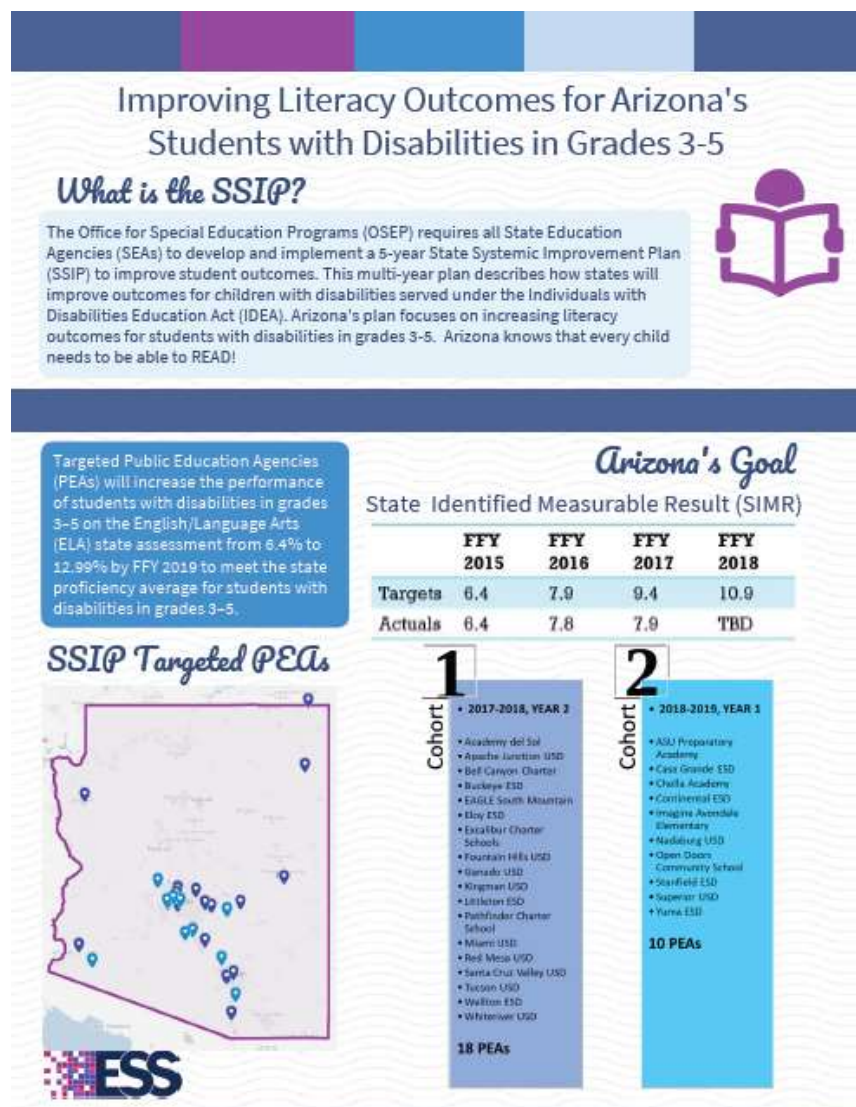 Improving Literacy Outcomes for Arizona's
Students with Disabilities in Grades 3-5
What is the SSIP?
The Office for Special Education Programs (OSEP) requires all State Education
Agencies (SEAs) to develop and implement a 5-year State Systemic Improvement Plan
(SSIP) to improve student outcomes. This multi-year plan describes how states will
improve outcomes for children with disabilities served under the Individuals with
Disabilities Education Act (IDEA). Arizona's plan focuses on increasing literacy
outcomes for students with disabilities in grades 3-5. Arizona knows that every child
needs to be able to READ!
Targeted Public Education Agencies
(PEAs) will increase the performance
of students with disabilities in grades
3–5 on the English/Language Arts
(ELA) state assessment from 6.4% to
12.99% by FFY 2019 to meet the state
proficiency average for students with
disabilities in grades 3–5.
Arizona's Goal
State Identified Measurable Result (SIMR)
FFY 2015 FFY 2016 FFY 2017 FFY 2018
Targets 6.4 7.9 9.4 10.9
Actuals 6.4 7.8 7.9 TBD
SSIP Targeted PEAs
Cohort 1
• 2017-2018, YEAR 2
• Academy del Sol
• Apache Junction USD
• Bell Canyon Charter
• Buckeye ESD
• EAGLE South Mountain
• Eloy ESD
• Excalibur Charter
Schools
• Fountain Hills USD
• Ganado USD
• Kingman USD
• Littleton ESD
• Pathfinder Charter
School
• Miami USD
• Red Mesa USD
• Santa Cruz Valley USD
• Tucson USD
• Wellton ESD
• Whiteriver USD
18 PEAs
Cohort 2
• 2018-2019, YEAR 1
• ASU Preparatory
Academy
• Casa Grande ESD
• Cholla Academy
• Continental ESD
• Imagine Avondale
Elementary
• Nadaburg USD
• Open Doors
Community School
• Stanfield ESD
• Superior USD
• Yuma ESD
10 PEAs
ESS